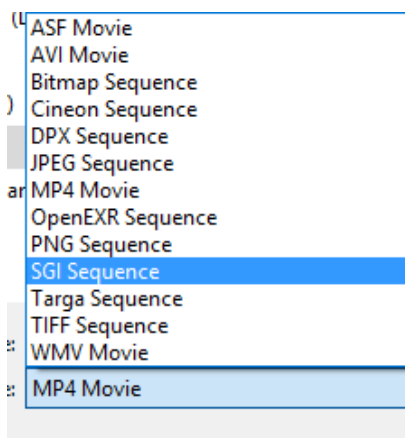 (L
ASF Movie
AVI Movie
Bitmap Sequence
) Cineon Sequence
DPX Sequence
JPEG Sequence
ar MP4 Movie
OpenEXR Sequence
PNG Sequence
SGI Sequence
Targa Sequence
TIFF Sequence
e: WMV Movie
e: MP4 Movie